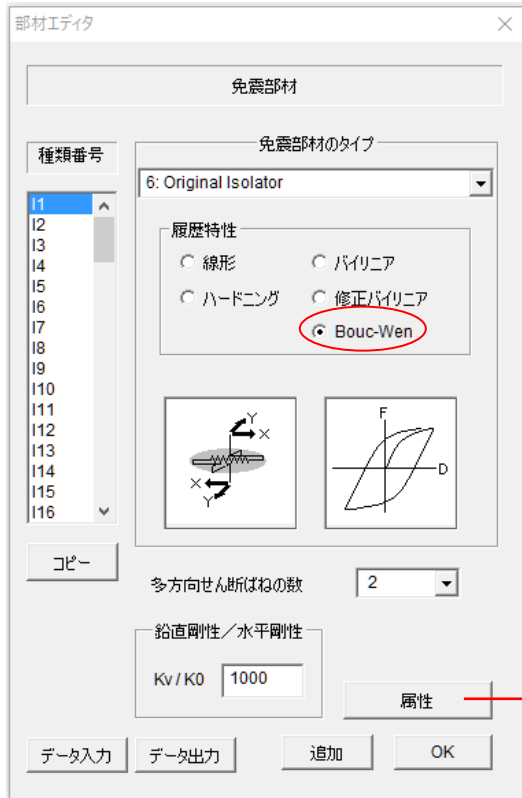 部材エディタ
免震部材
種類番号
免震部材のタイプ
6: Original Isolator
I1
I2
I3
I4
I5
I6
I7
I8
I9
I10
I11
I12
I13
I14
I15
I16
履歴特性
線形
バイリニア
ハードニング
修正バイリニア
Bouc-Wen
Y
X
X
Y
F
D
コピー
多方向せん断ばねの数
2
鉛直剛性／水平剛性
Kv / K0
1000
属性
データ入力
データ出力
追加
OK